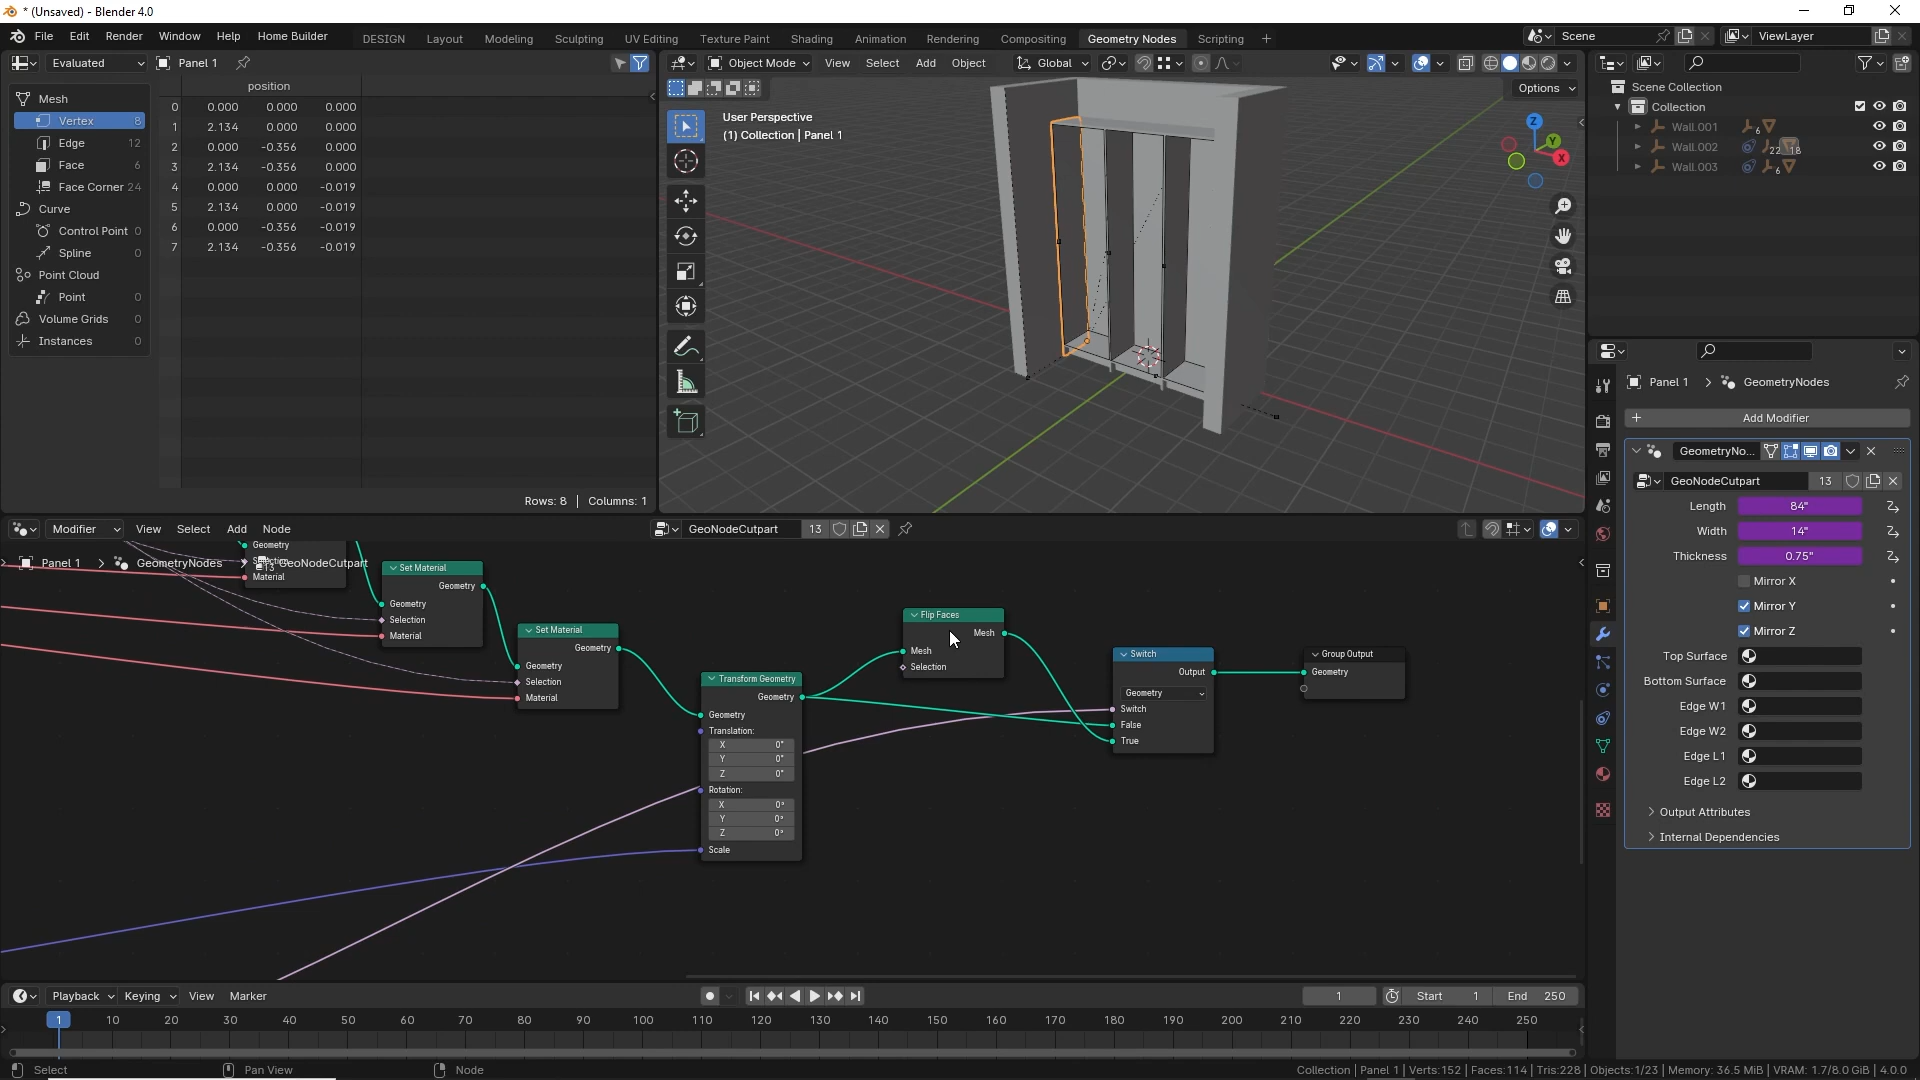 * (Unsaved) - Blender 4.0
File Edit Render Window Help Home Builder DESIGN Layout Modeling Sculpting UV Editing Texture Paint Shading Animation Rendering Compositing Geometry Nodes Scripting + Scene ViewLayer
Evaluated Panel 1
position
Mesh
Vertex 8
Edge 12
Face 6
Face Corner 24
Curve
Control Point 0
Spline 0
Point Cloud
Point 0
Volume Grids 0
Instances 0
0 0.000 0.000 0.000
1 2.134 0.000 0.000
2 0.000 -0.356 0.000
3 2.134 -0.356 0.000
4 0.000 0.000 -0.019
5 2.134 0.000 -0.019
6 0.000 -0.356 -0.019
7 2.134 -0.356 -0.019
Rows: 8 | Columns: 1
Object Mode View Select Add Object Global
Options
User Perspective
(1) Collection | Panel 1
Z
Y
X
Scene Collection
Collection
Wall.001 6
Wall.002 22 18
Wall.003 6
Panel 1 > GeometryNodes
+ Add Modifier
GeometryNo...
GeoNodeCutpart 13
Length 84"
Width 14"
Thickness 0.75"
Mirror X
Mirror Y
Mirror Z
Top Surface
Bottom Surface
Edge W1
Edge W2
Edge L1
Edge L2
Output Attributes
Internal Dependencies
Modifier View Select Add Node GeoNodeCutpart 13
Panel 1 > GeometryNodes > GeoNodeCutpart
Geometry
Material
Set Material
Geometry
Geometry
Selection
Material
Set Material
Geometry
Geometry
Selection
Material
Transform Geometry
Geometry
Geometry
Translation:
X 0"
Y 0"
Z 0"
Rotation:
X 0°
Y 0°
Z 0°
Scale
Flip Faces
Mesh
Mesh
Selection
Switch
Output
Geometry
Switch
False
True
Group Output
Geometry
Playback Keying View Marker 1 Start 1 End 250
1 10 20 30 40 50 60 70 80 90 100 110 120 130 140 150 160 170 180 190 200 210 220 230 240 250
Select Pan View Node Collection | Panel 1 | Verts:152 | Faces:114 | Tris:228 | Objects:1/23 | Memory: 36.5 MiB | VRAM: 1.7/8.0 GiB | 4.0.0